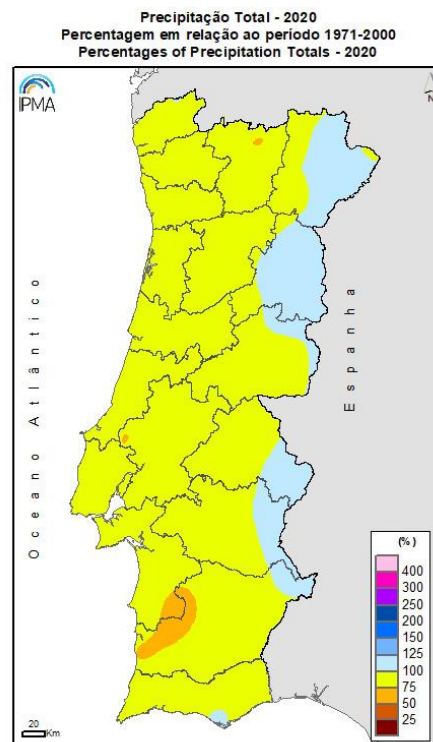 Precipitação Total - 2020
Percentagem em relação ao período 1971-2000
Percentages of Precipitation Totals - 2020
IPMA
N
Oceano Atlântico
Espanha
(%)
400
300
250
200
150
125
100
75
50
25
20
Km